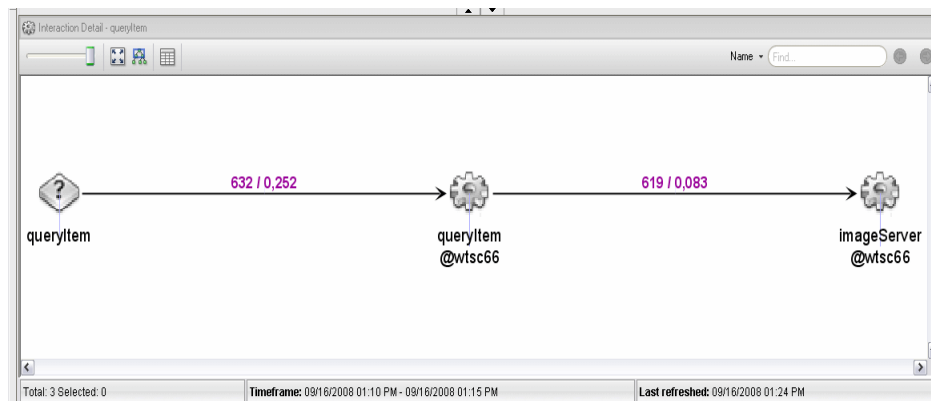 Interaction Detail - queryItem
Name
Find...
632 / 0,252
619 / 0,083
queryItem
queryItem
@wtsc66
imageServer
@wtsc66
Total: 3 Selected: 0
Timeframe: 09/16/2008 01:10 PM - 09/16/2008 01:15 PM
Last refreshed: 09/16/2008 01:24 PM